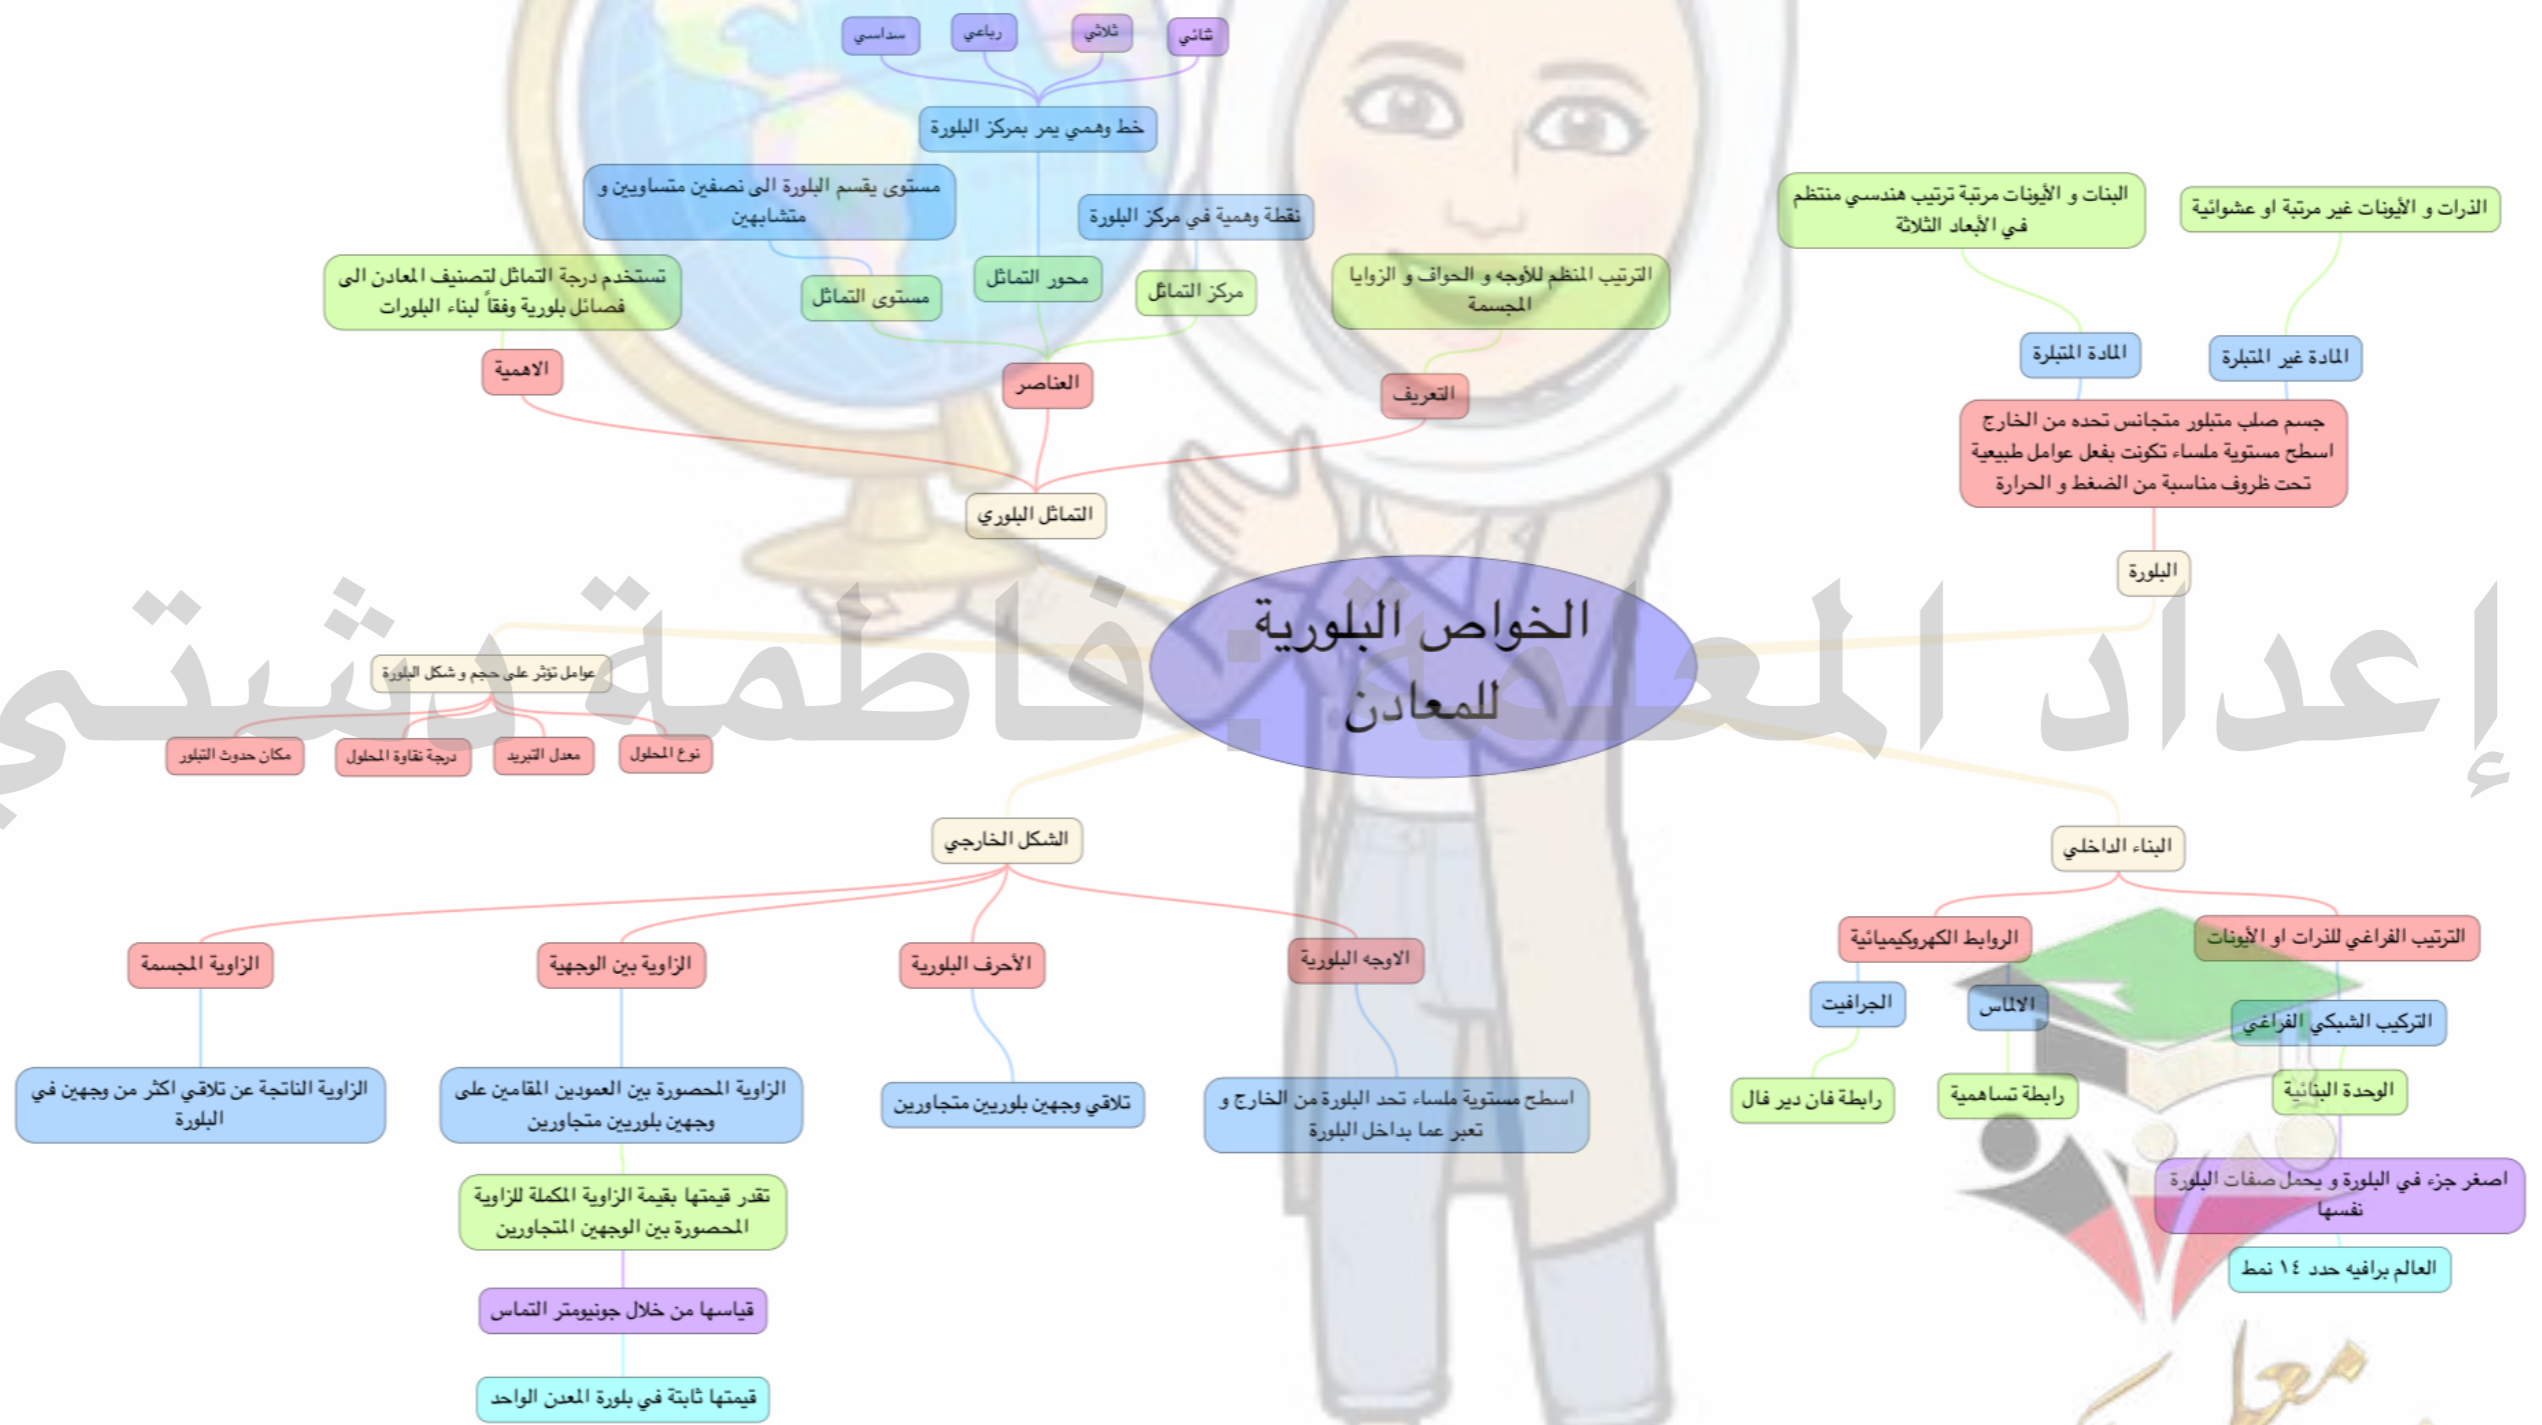 الخواص البلورية
للمعادن
البلورة
جسم صلب متبلور متجانس تحده من الخارج
اسطح مستوية ملساء تكونت بفعل عوامل طبيعية
تحت ظروف مناسبة من الضغط و الحرارة
المادة غير المتبلرة
الذرات و الأيونات غير مرتبة او عشوائية
المادة المتبلرة
البنات و الأيونات مرتبة ترتيب هندسي منتظم
في الأبعاد الثلاثة
البناء الداخلي
الترتيب الفراغي للذرات او الأيونات
التركيب الشبكي الفراغي
الوحدة البنائية
اصغر جزء في البلورة و يحمل صفات البلورة
نفسها
العالم برافيه حدد ١٤ نمط
الروابط الكهروكيميائية
الالماس
رابطة تساهمية
الجرافيت
رابطة فان دير فال
التماثل البلوري
التعريف
الترتيب المنظم للأوجه و الحواف و الزوايا
المجسمة
العناصر
مركز التماثل
نقطة وهمية في مركز البلورة
محور التماثل
خط وهمي يمر بمركز البلورة
ثنائي
ثلاثي
رباعي
سداسي
مستوى التماثل
مستوى يقسم البلورة الى نصفين متساويين و
متشابهين
الاهمية
تستخدم درجة التماثل لتصنيف المعادن الى
فصائل بلورية وفقاً لبناء البلورات
عوامل تؤثر على حجم و شكل البلورة
نوع المحلول
معدل التبريد
درجة نقاوة المحلول
مكان حدوث التبلور
الشكل الخارجي
الاوجه البلورية
اسطح مستوية ملساء تحد البلورة من الخارج و
تعبر عما بداخل البلورة
الأحرف البلورية
تلاقي وجهين بلوريين متجاورين
الزاوية بين الوجهية
الزاوية المحصورة بين العمودين المقامين على
وجهين بلوريين متجاورين
تقدر قيمتها بقيمة الزاوية المكملة للزاوية
المحصورة بين الوجهين المتجاورين
قياسها من خلال جونيومتر التماس
قيمتها ثابتة في بلورة المعدن الواحد
الزاوية المجسمة
الزاوية الناتجة عن تلاقي اكثر من وجهين في
البلورة
إعداد المعلمة : فاطمة دشتي